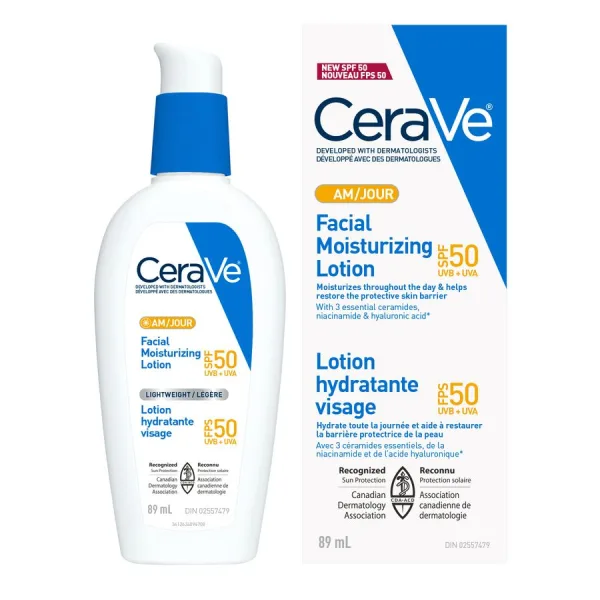 CeraVe
DEVELOPED WITH DERMATOLOGISTS
DÉVELOPPÉ AVEC DES DERMATOLOGUES
AM/JOUR
Facial
Moisturizing
Lotion
SPF 50
UVB + UVA
LIGHTWEIGHT / LÉGÈRE
Lotion
hydratante
visage
FPS 50
UVB + UVA
Recognized
Sun Protection
Canadian
Dermatology
Association
Reconnu
Protection solaire
Association
canadienne de
dermatologie
89 mL
DIN 02557479
NEW SPF 50
NOUVEAU FPS 50
CeraVe®
DEVELOPED WITH DERMATOLOGISTS
DÉVELOPPÉ AVEC DES DERMATOLOGUES
AM/JOUR
Facial
Moisturizing
Lotion
SPF 50
UVB + UVA
Moisturizes throughout the day & helps
restore the protective skin barrier
With 3 essential ceramides,
niacinamide & hyaluronic acid*
Lotion
hydratante
visage
FPS 50
UVB + UVA
Hydrate toute la journée et aide à restaurer
la barrière protectrice de la peau
Avec 3 céramides essentiels, de la
niacinamide et de l'acide hyaluronique*
Recognized
Sun Protection
Canadian
Dermatology
Association
CDA-ACD
Reconnu
Protection solaire
Association
canadienne de
dermatologie
89 mL
DIN 02557479